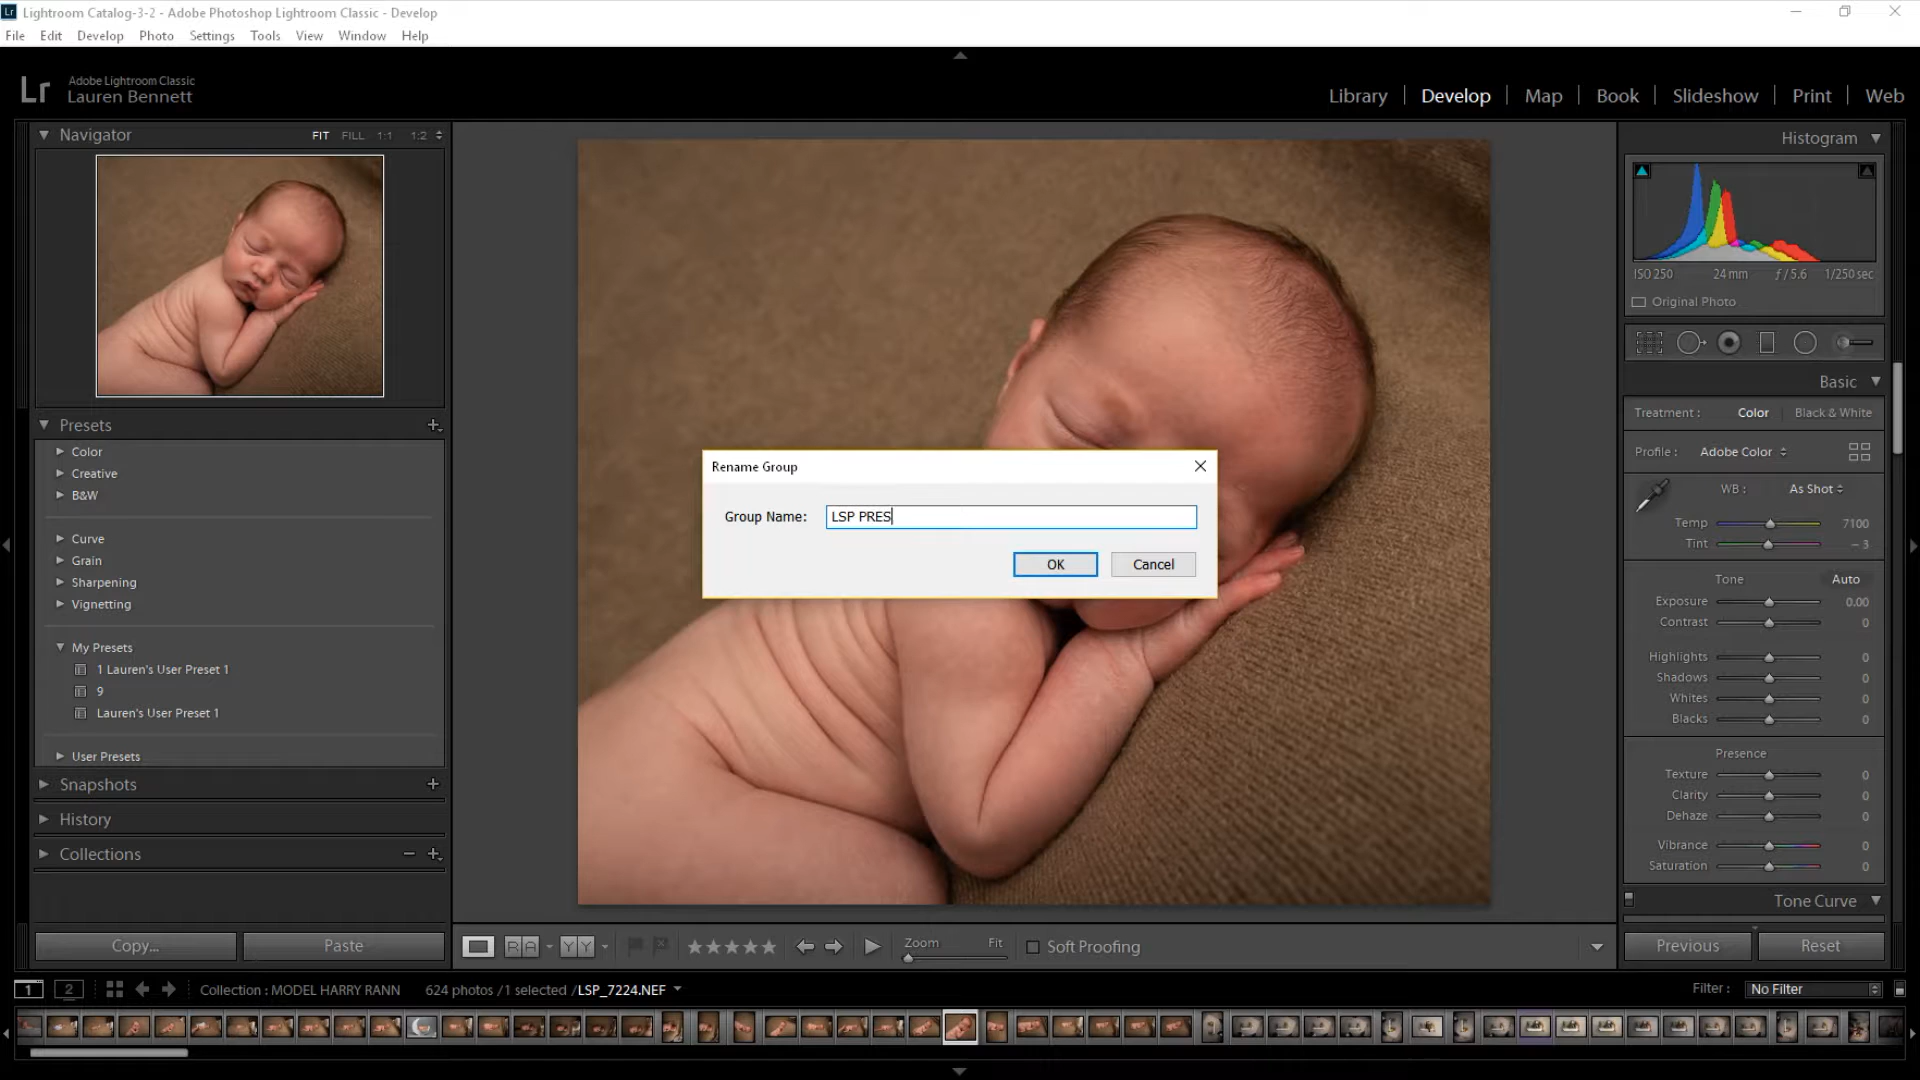 Lr Lightroom Catalog-3-2 - Adobe Photoshop Lightroom Classic - Develop
File Edit Develop Photo Settings Tools View Window Help
Lr Adobe Lightroom Classic
Lauren Bennett
Library | Develop | Map | Book | Slideshow | Print | Web
Navigator FIT FILL 1:1 1:2
Presets
Color
Creative
B&W
Curve
Grain
Sharpening
Vignetting
My Presets
1 Lauren's User Preset 1
9
Lauren's User Preset 1
User Presets
Snapshots
History
Collections
Copy... Paste
Rename Group
Group Name: LSP PRES
OK Cancel
Histogram
ISO 250 24 mm ƒ / 5.6 1/250 sec
Original Photo
Basic
Treatment : Color Black & White
Profile : Adobe Color
WB : As Shot
Temp 7100
Tint – 3
Tone Auto
Exposure 0.00
Contrast 0
Highlights 0
Shadows 0
Whites 0
Blacks 0
Presence
Texture 0
Clarity 0
Dehaze 0
Vibrance 0
Saturation 0
Tone Curve
Previous Reset
R A Y Y Zoom Fit Soft Proofing
1 2 Collection : MODEL HARRY RANN 624 photos / 1 selected / LSP_7224.NEF Filter : No Filter